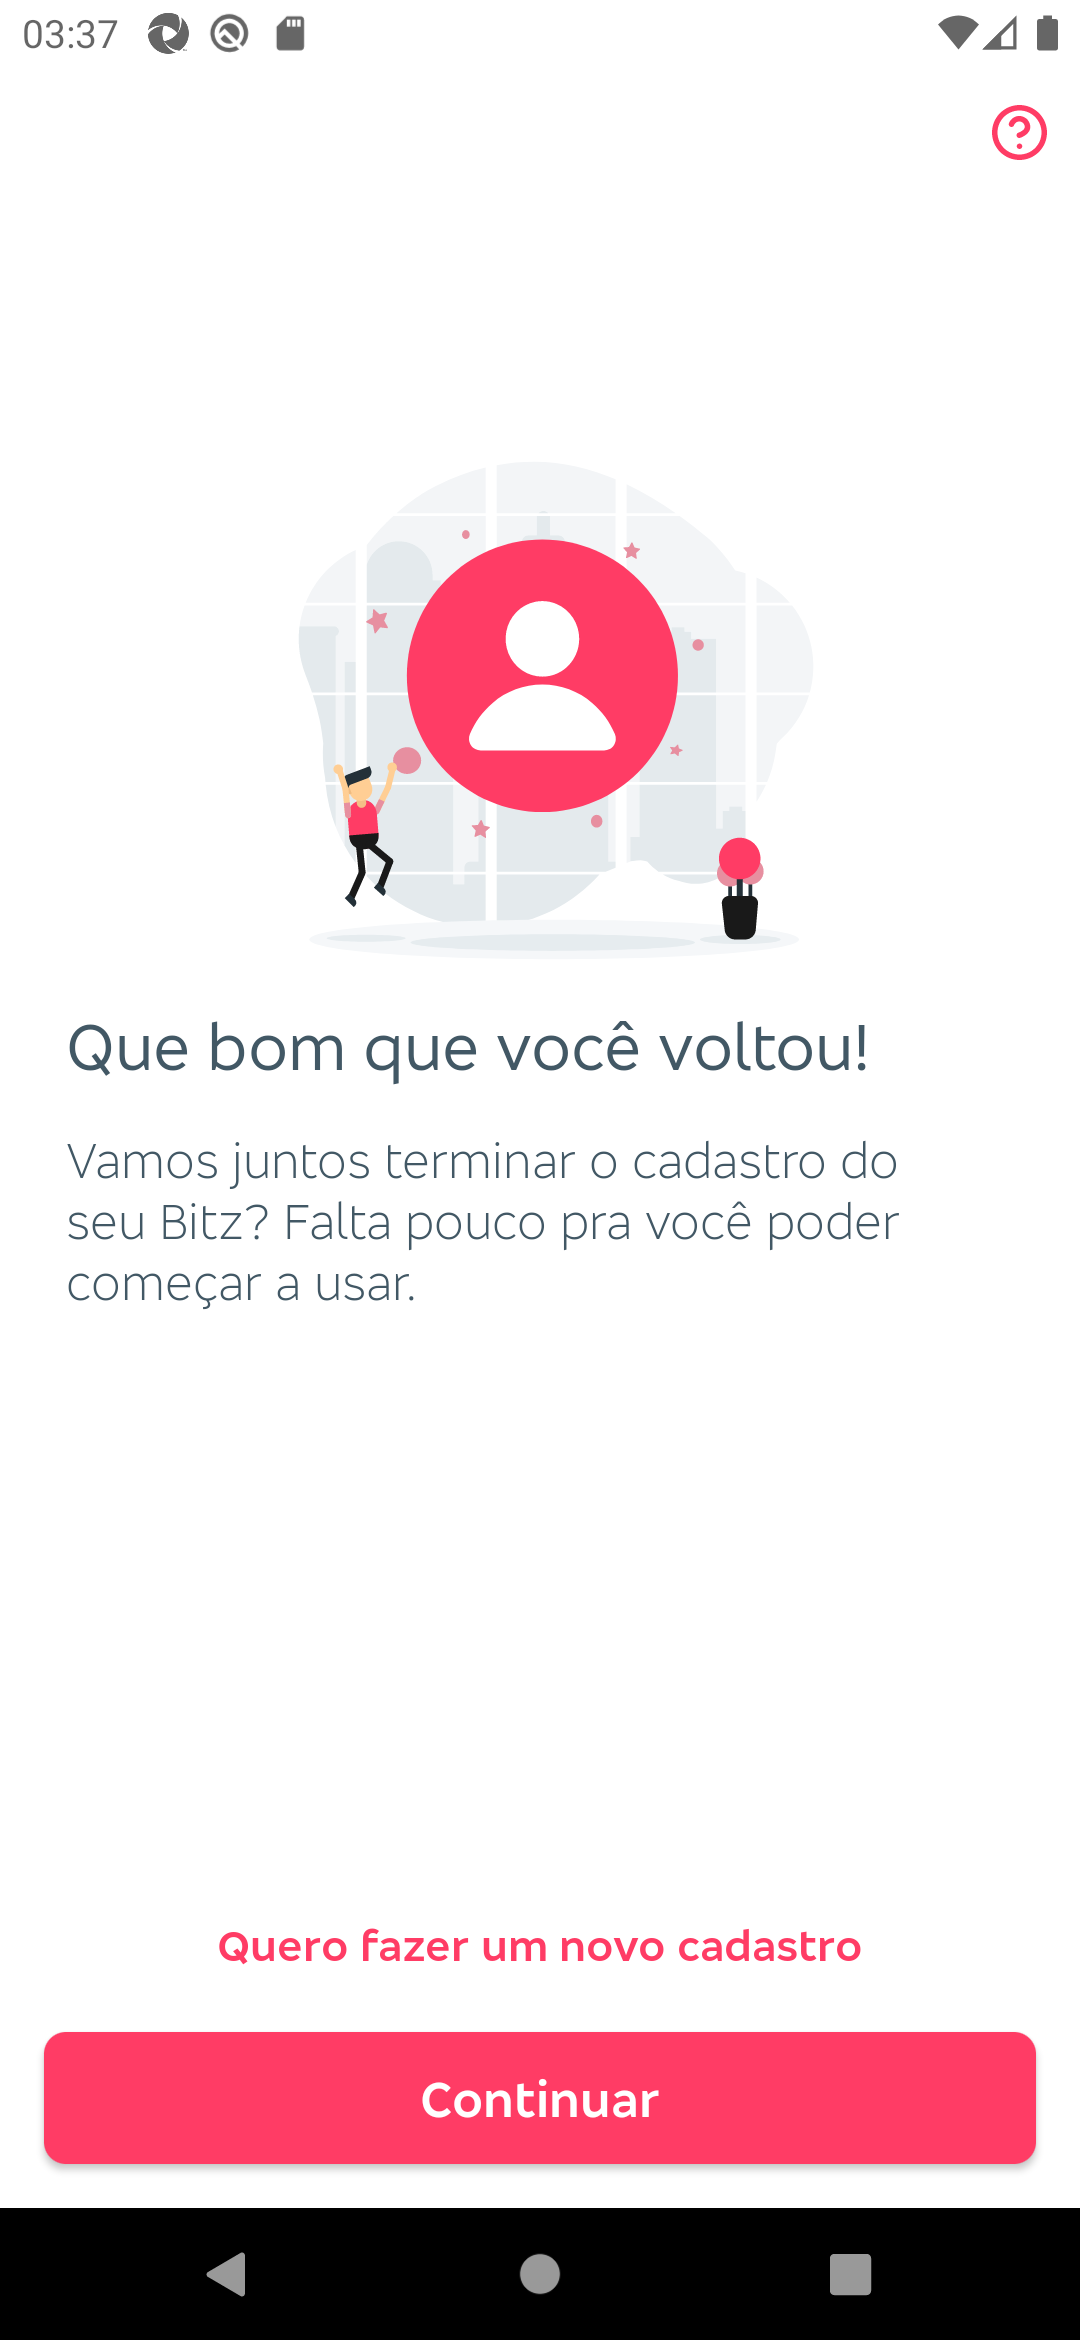 03:37
Que bom que você voltou!
Vamos juntos terminar o cadastro do
seu Bitz? Falta pouco pra você poder
começar a usar.
Quero fazer um novo cadastro
Continuar